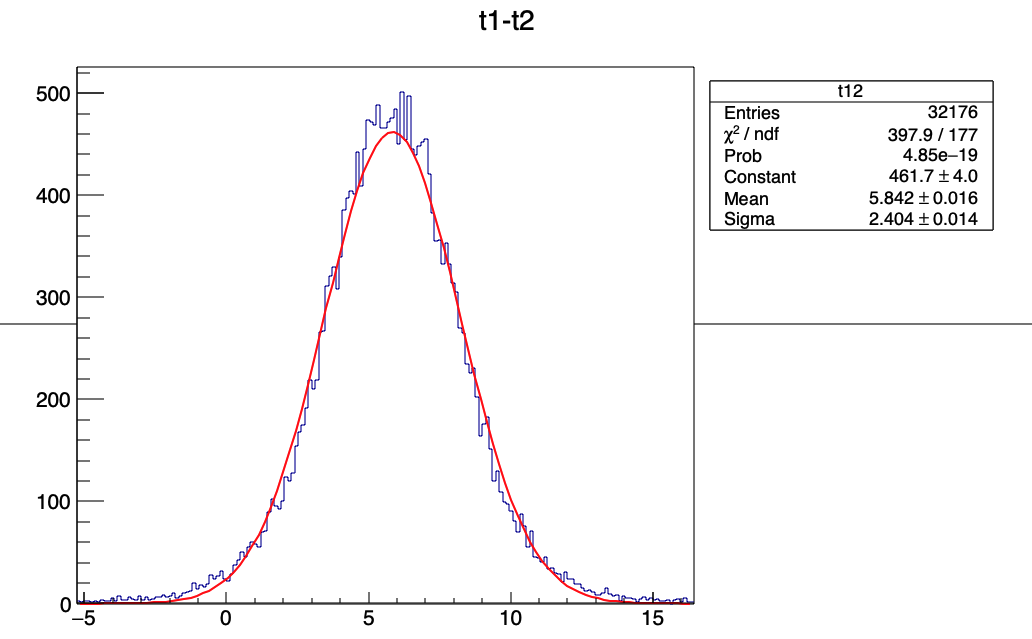 t1-t2
t12
Entries 32176
χ² / ndf 397.9 / 177
Prob 4.85e−19
Constant 461.7 ± 4.0
Mean 5.842 ± 0.016
Sigma 2.404 ± 0.014
500
400
300
200
100
0
−5 0 5 10 15